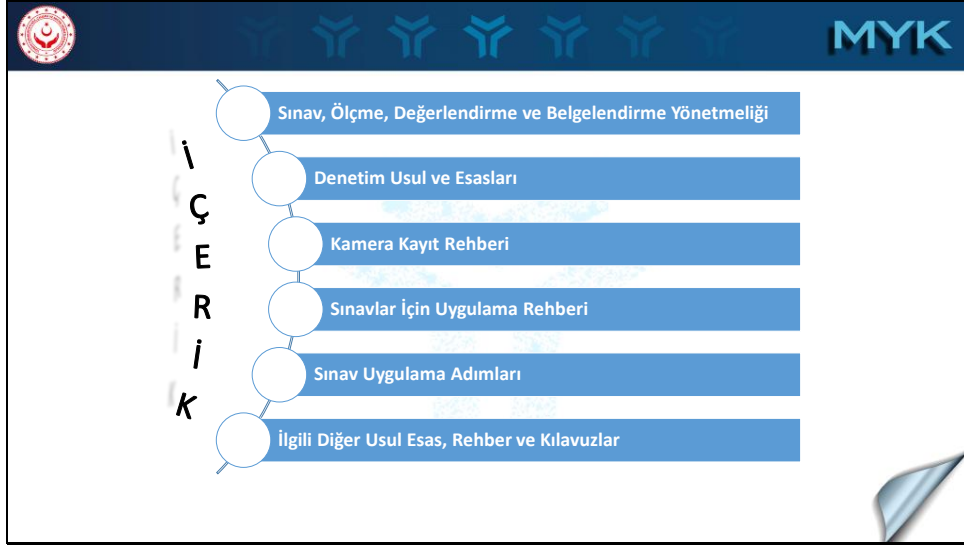 MYK
İÇERİK
Sınav, Ölçme, Değerlendirme ve Belgelendirme Yönetmeliği
Denetim Usul ve Esasları
Kamera Kayıt Rehberi
Sınavlar İçin Uygulama Rehberi
Sınav Uygulama Adımları
İlgili Diğer Usul Esas, Rehber ve Kılavuzlar